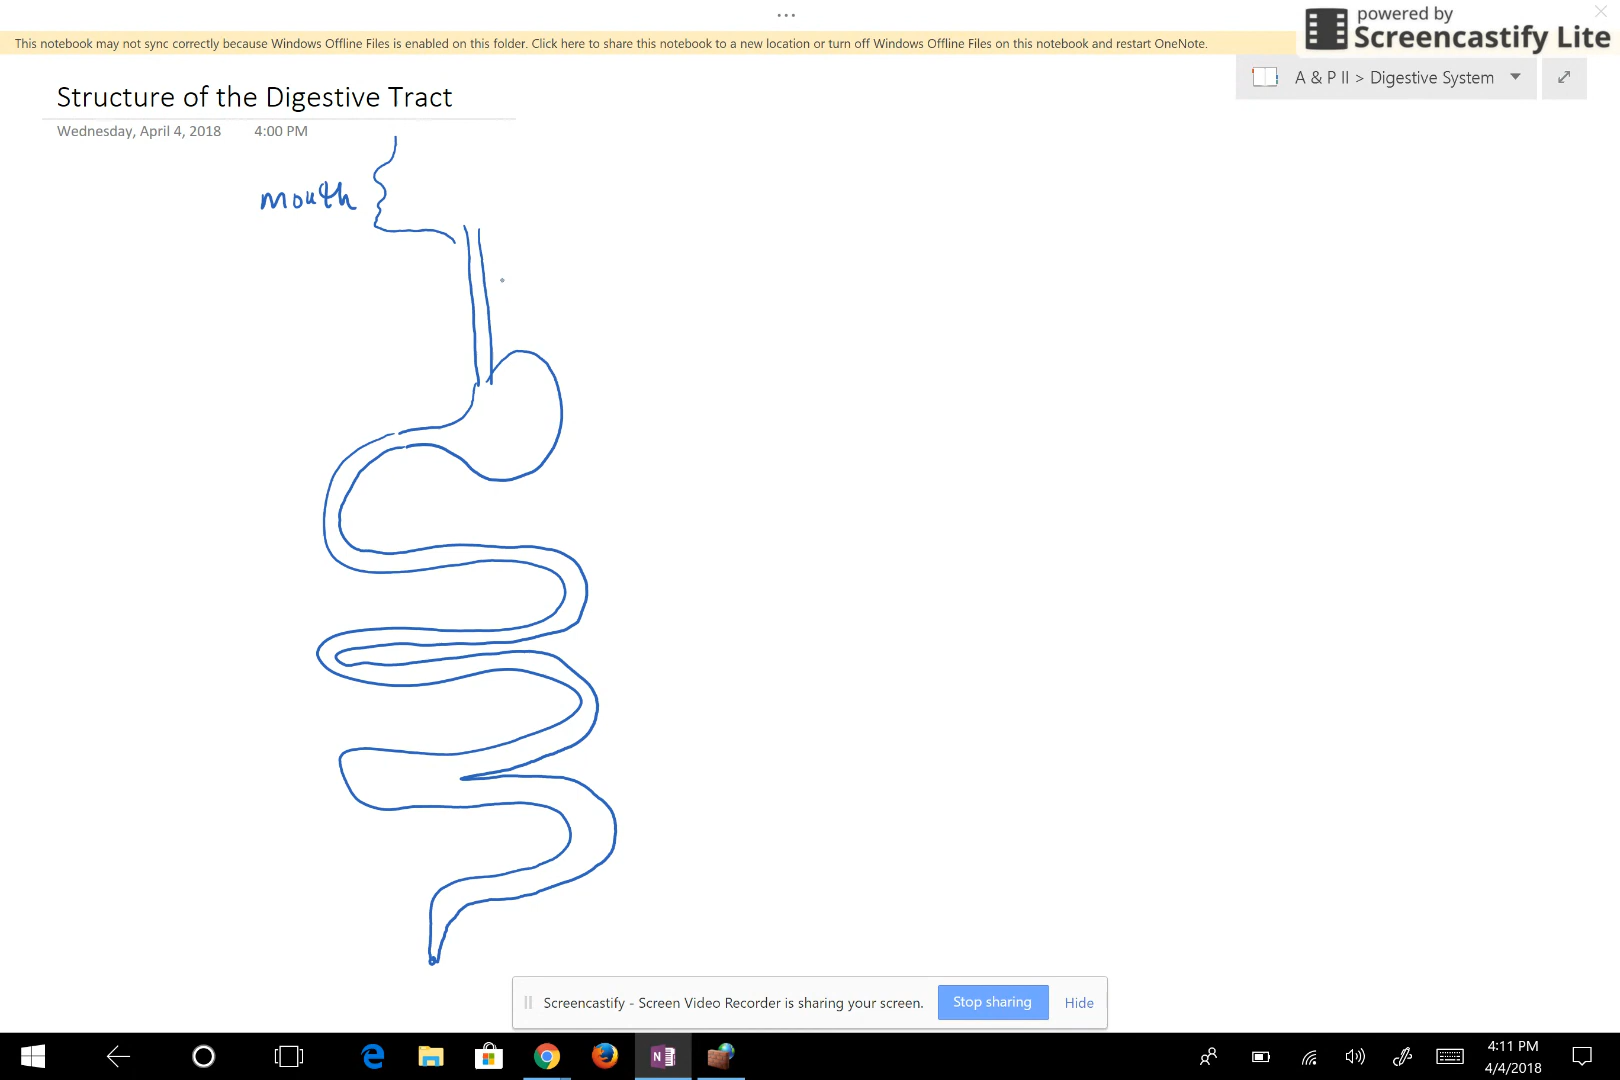 ...
powered by
Screencastify Lite
This notebook may not sync correctly because Windows Offline Files is enabled on this folder. Click here to share this notebook to a new location or turn off Windows Offline Files on this notebook and restart OneNote.
A & P II > Digestive System
Structure of the Digestive Tract
Wednesday, April 4, 2018 4:00 PM
mouth
Screencastify - Screen Video Recorder is sharing your screen. Stop sharing Hide
N
4:11 PM
4/4/2018